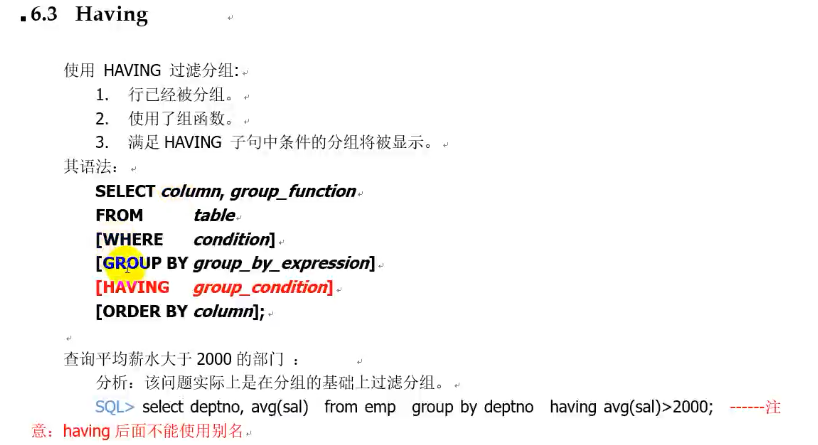 ▪6.3 Having
使用 HAVING 过滤分组:
1. 行已经被分组。
2. 使用了组函数。
3. 满足 HAVING 子句中条件的分组将被显示。
其语法：
SELECT column, group_function
FROM table
[WHERE condition]
[GROUP BY group_by_expression]
[HAVING group_condition]
[ORDER BY column];
查询平均薪水大于 2000 的部门 ：
分析：该问题实际上是在分组的基础上过滤分组。
SQL> select deptno, avg(sal) from emp group by deptno having avg(sal)>2000; ------注
意：having 后面不能使用别名